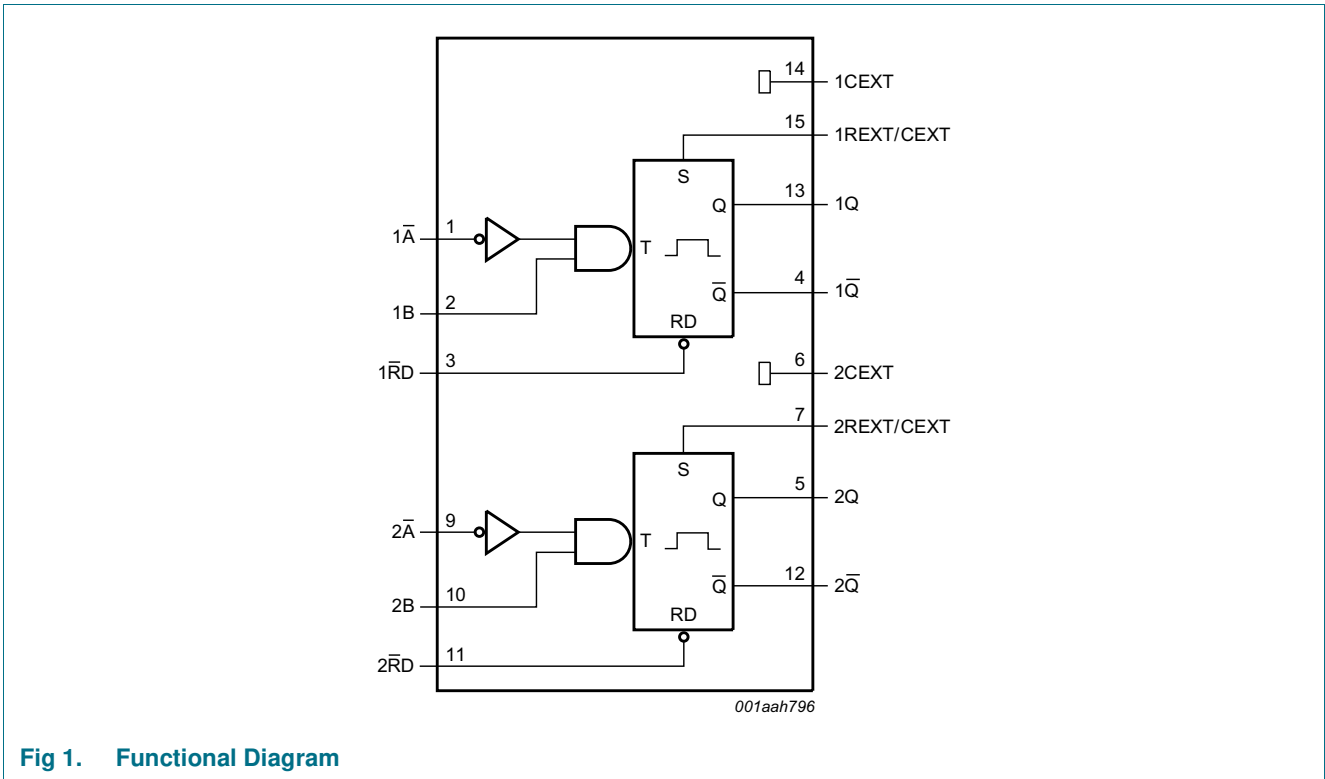 14
1CEXT
15
1REXT/CEXT
S
13
Q
1Q
1
1A̅
T
4
Q̅
1Q̅
2
1B
RD
3
1R̅D
6
2CEXT
7
2REXT/CEXT
S
5
Q
2Q
9
2A̅
T
12
Q̅
2Q̅
10
2B
RD
11
2R̅D
001aah796
Fig 1. Functional Diagram